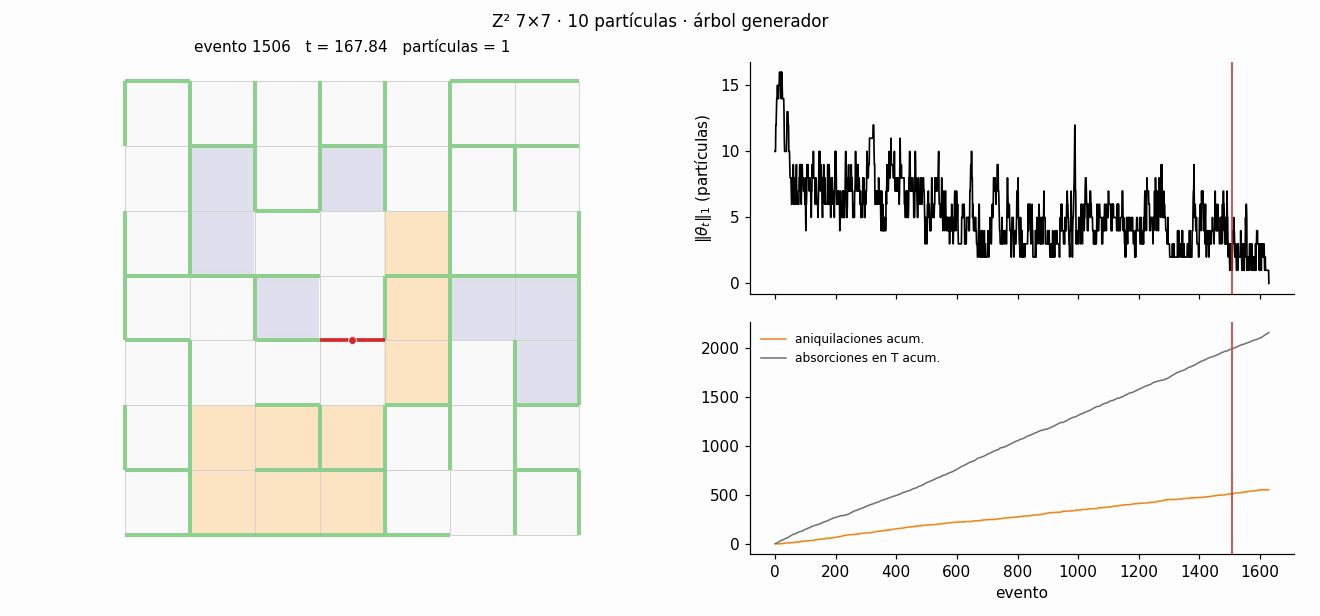 Z² 7×7 · 10 partículas · árbol generador
evento 1506   t = 167.84   partículas = 1
‖θₜ‖₁ (partículas)
15
10
5
0
aniquilaciones acum.
absorciones en T acum.
2000
1500
1000
500
0
0 200 400 600 800 1000 1200 1400 1600
evento